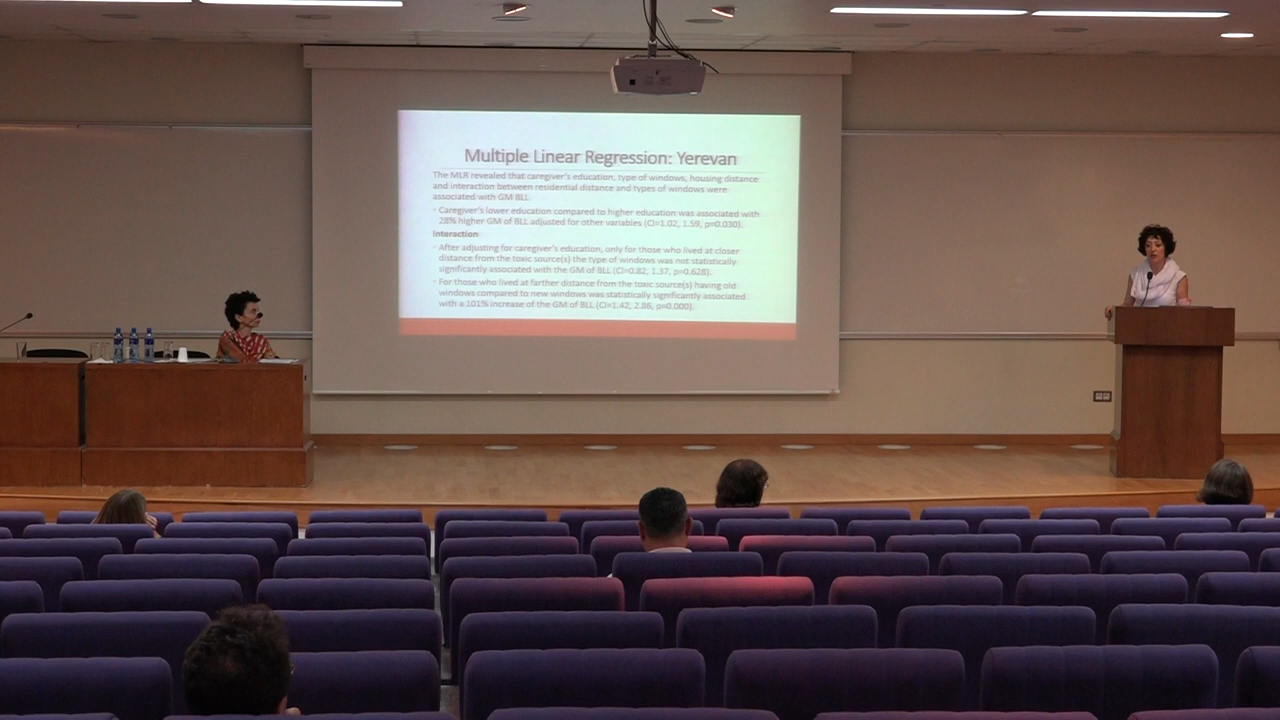 Multiple Linear Regression: Yerevan
The MLR revealed that caregiver's education, type of windows, housing distance
and interaction between residential distance and types of windows were
associated with GM BLL.
Caregiver's lower education compared to higher education was associated with
28% higher GM of BLL adjusted for other variables (CI=1.02, 1.59, p=0.030).
Interaction
After adjusting for caregiver's education, only for those who lived at closer
distance from the toxic source(s) the type of windows was not statistically
significantly associated with the GM of BLL (CI=0.82, 1.37, p=0.628).
For those who lived at farther distance from the toxic source(s) having old
windows compared to new windows was statistically significantly associated
with a 101% increase of the GM of BLL (CI=1.42, 2.86, p=0.000).